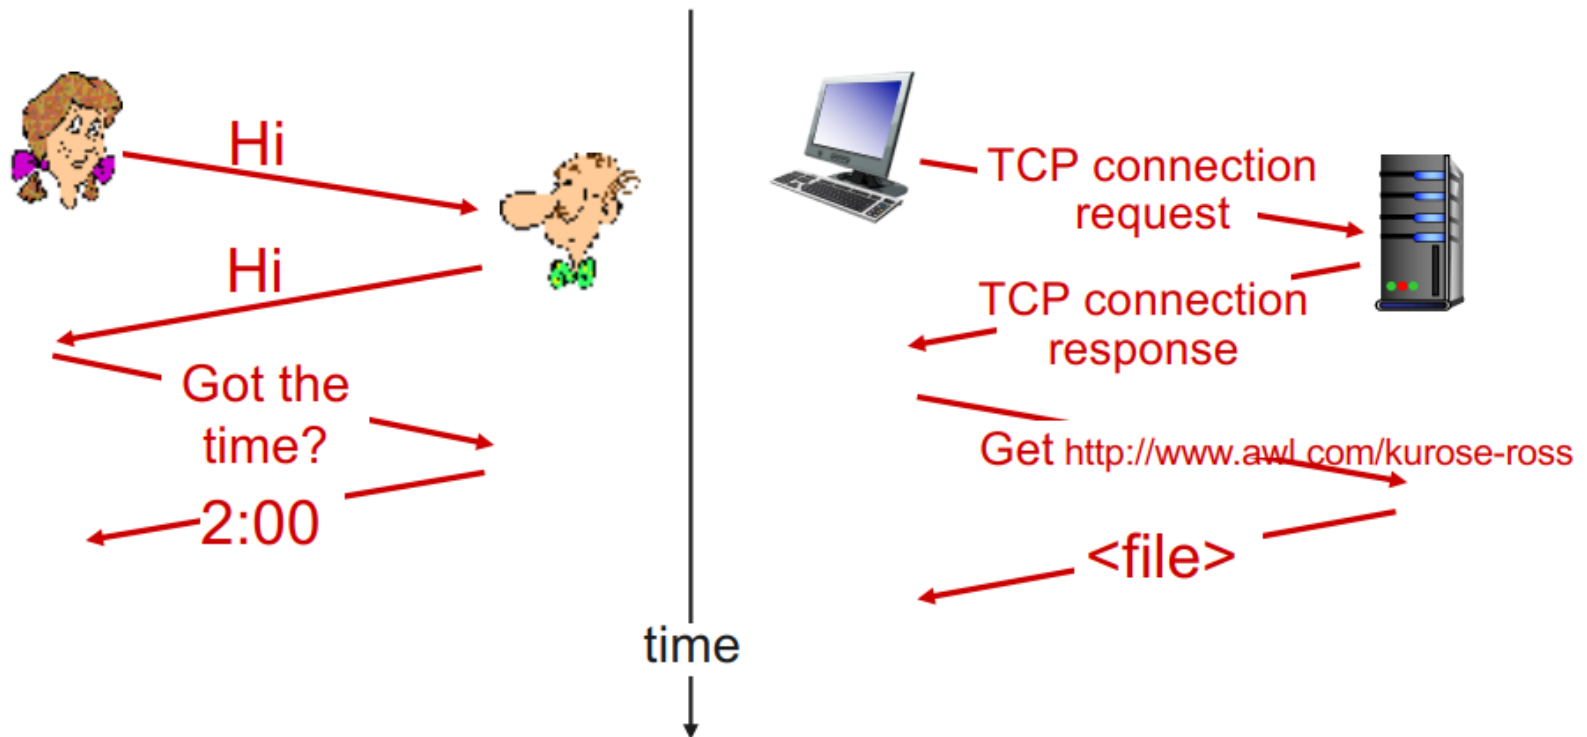 Hi
Hi
Got the
time?
2:00
time
TCP connection
request
TCP connection
response
Get http://www.awl.com/kurose-ross
<file>